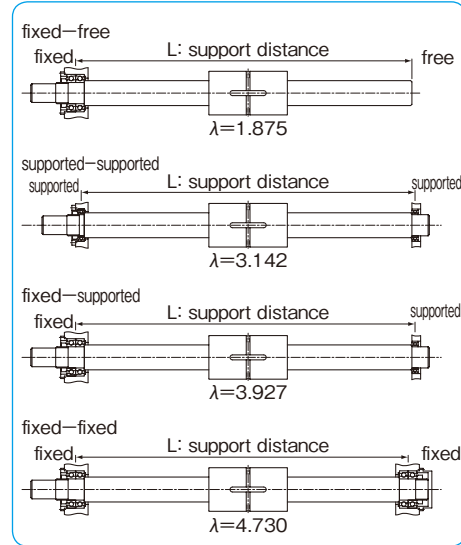 fixed−free
fixed L: support distance free
λ=1.875
supported−supported
supported L: support distance supported
λ=3.142
fixed−supported
fixed L: support distance supported
λ=3.927
fixed−fixed
fixed L: support distance fixed
λ=4.730